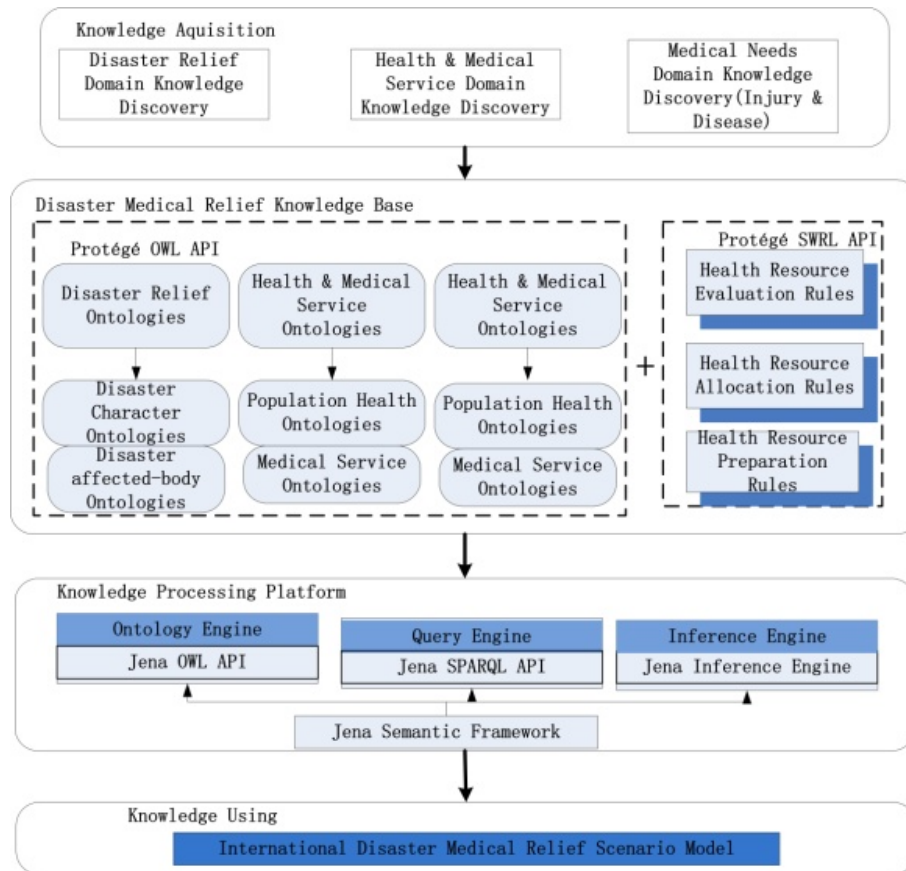 Knowledge Aquisition
Disaster Relief
Domain Knowledge
Discovery
Health & Medical
Service Domain
Knowledge Discovery
Medical Needs
Domain Knowledge
Discovery(Injury &
Disease)
Disaster Medical Relief Knowledge Base
Protégé OWL API
Disaster Relief
Ontologies
Health & Medical
Service
Ontologies
Health & Medical
Service
Ontologies
Disaster
Character
Ontologies
Disaster
affected-body
Ontologies
Population Health
Ontologies
Medical Service
Ontologies
Population Health
Ontologies
Medical Service
Ontologies
+
Protégé SWRL API
Health Resource
Evaluation Rules
Health Resource
Allocation Rules
Health Resource
Preparation
Rules
Knowledge Processing Platform
Ontology Engine
Jena OWL API
Query Engine
Jena SPARQL API
Inference Engine
Jena Inference Engine
Jena Semantic Framework
Knowledge Using
International Disaster Medical Relief Scenario Model